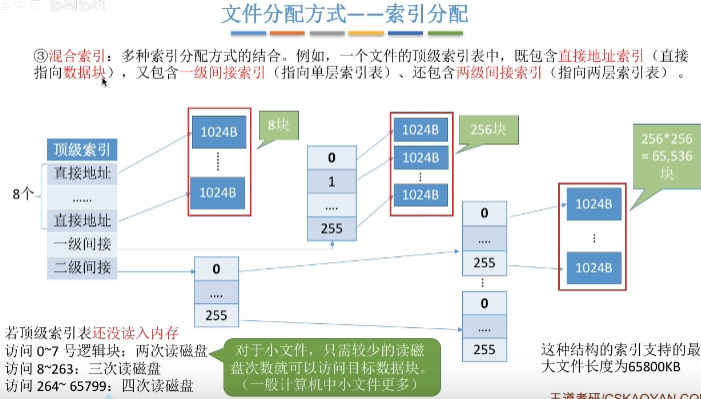 文件分配方式——索引分配
③混合索引：多种索引分配方式的结合。例如，一个文件的顶级索引表中，既包含直接地址索引（直接
指向数据块），又包含一级间接索引（指向单层索引表）、还包含两级间接索引（指向两层索引表）。
顶级索引
直接地址
……
直接地址
一级间接
二级间接
8个
1024B
1024B
8块
0
1
....
255
1024B
1024B
1024B
256块
0
....
255
0
....
255
0
....
255
1024B
1024B
256*256
= 65,536
块
若顶级索引表还没读入内存
访问 0~7 号逻辑块：两次读磁盘
访问 8~263：三次读磁盘
访问 264~ 65799：四次读磁盘
对于小文件，只需较少的读磁
盘次数就可以访问目标数据块。
（一般计算机中小文件更多）
这种结构的索引支持的最
大文件长度为65800KB
王道考研/CSKAOYAN.COM